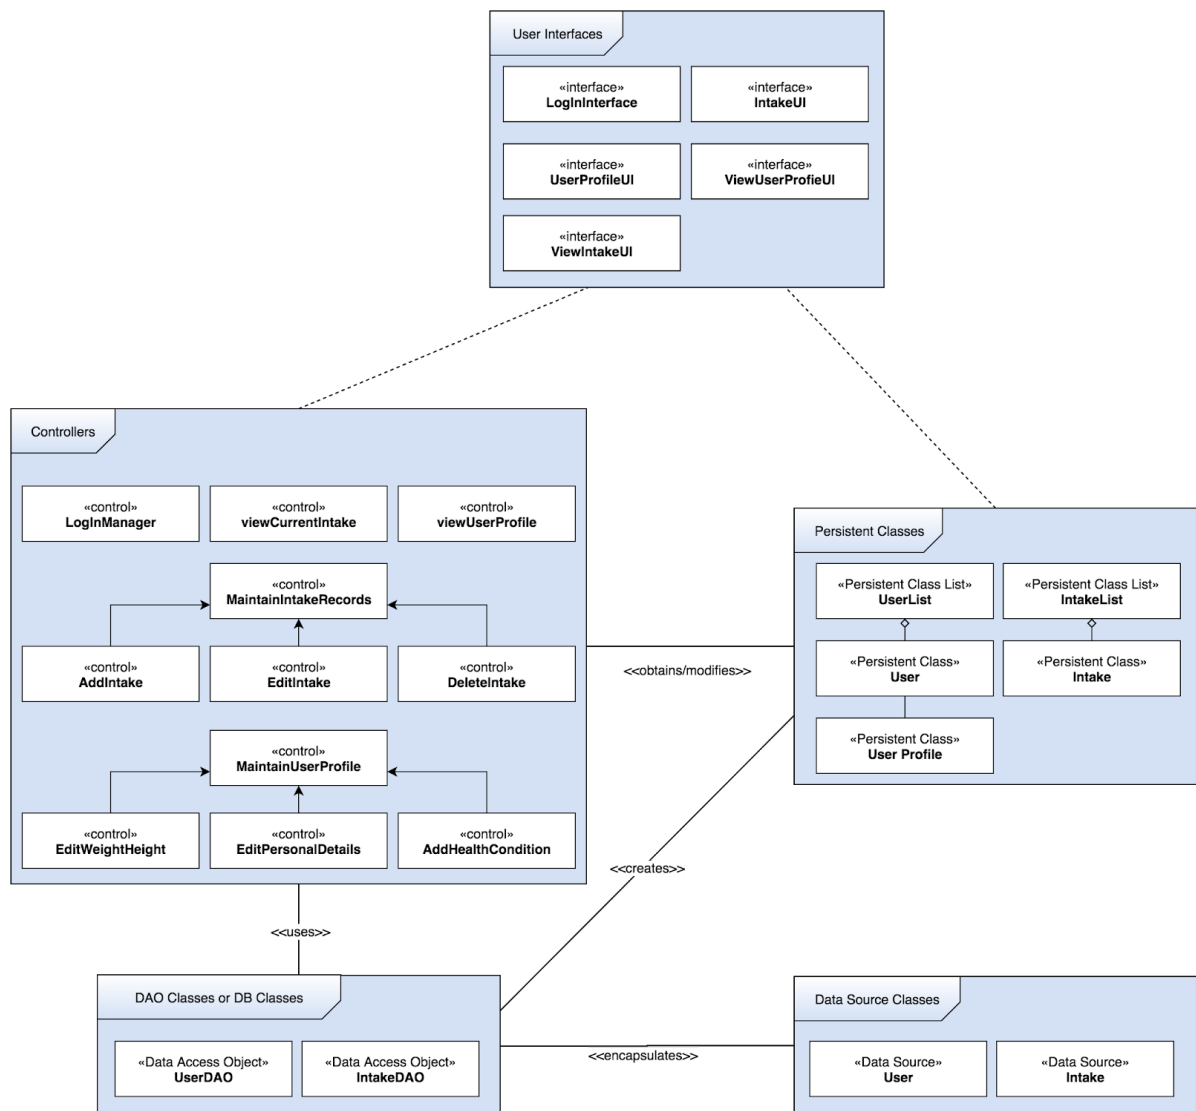 User Interfaces
«interface»
LogInInterface
«interface»
IntakeUI
«interface»
UserProfileUI
«interface»
ViewUserProfieUI
«interface»
ViewIntakeUI
Controllers
«control»
LogInManager
«control»
viewCurrentIntake
«control»
viewUserProfile
«control»
MaintainIntakeRecords
«control»
AddIntake
«control»
EditIntake
«control»
DeleteIntake
«control»
MaintainUserProfile
«control»
EditWeightHeight
«control»
EditPersonalDetails
«control»
AddHealthCondition
<<obtains/modifies>>
Persistent Classes
«Persistent Class List»
UserList
«Persistent Class List»
IntakeList
«Persistent Class»
User
«Persistent Class»
Intake
«Persistent Class»
User Profile
<<creates>>
<<uses>>
DAO Classes or DB Classes
«Data Access Object»
UserDAO
«Data Access Object»
IntakeDAO
<<encapsulates>>
Data Source Classes
«Data Source»
User
«Data Source»
Intake